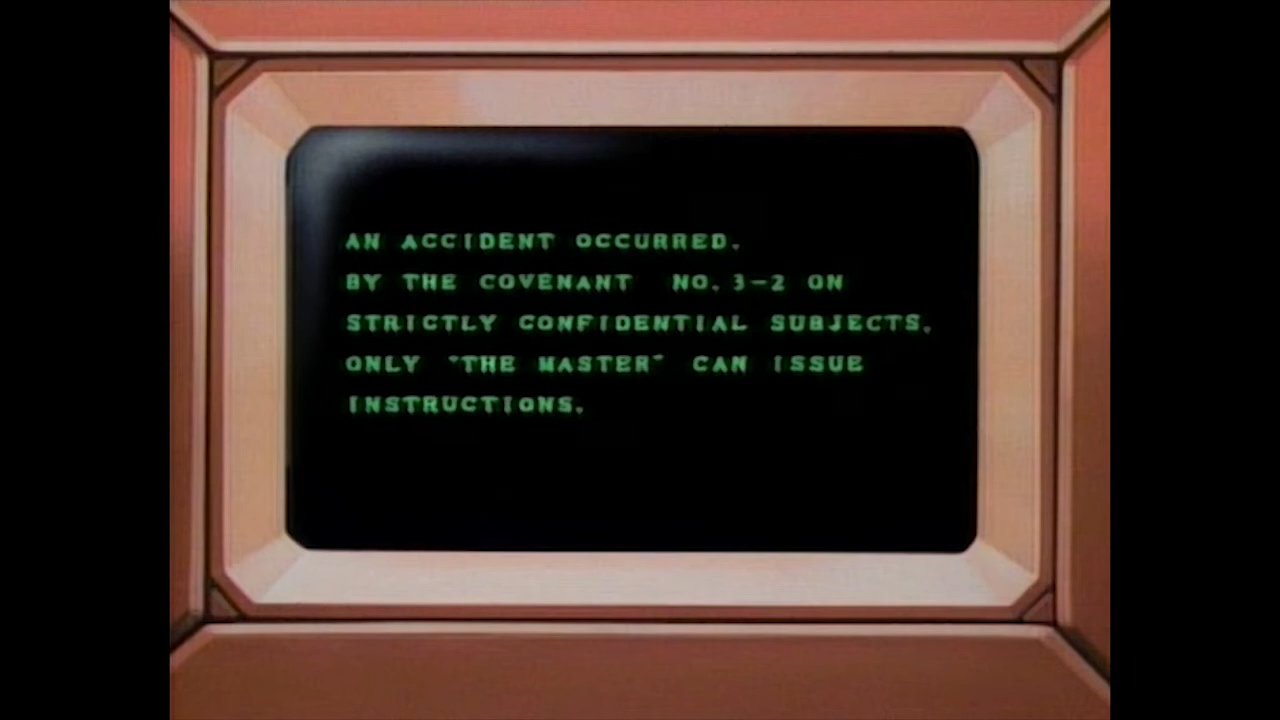 AN ACCIDENT OCCURRED.
BY THE COVENANT NO.3-2 ON
STRICTLY CONFIDENTIAL SUBJECTS,
ONLY "THE MASTER" CAN ISSUE
INSTRUCTIONS.